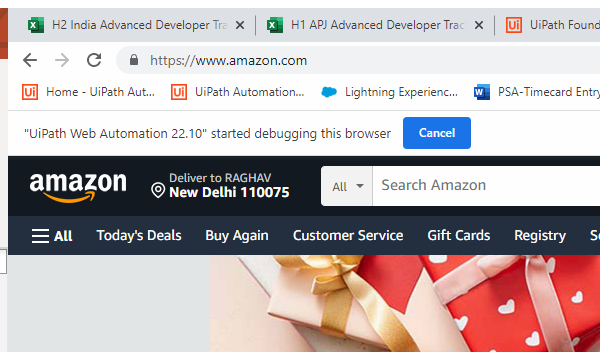 H2 India Advanced Developer Tra
H1 APJ Advanced Developer Trac
UiPath Found
https://www.amazon.com
Home - UiPath Aut...
UiPath Automation...
Lightning Experienc...
PSA-Timecard Entry
"UiPath Web Automation 22.10" started debugging this browser
Cancel
amazon
Deliver to RAGHAV
New Delhi 110075
All
Search Amazon
All
Today's Deals
Buy Again
Customer Service
Gift Cards
Registry